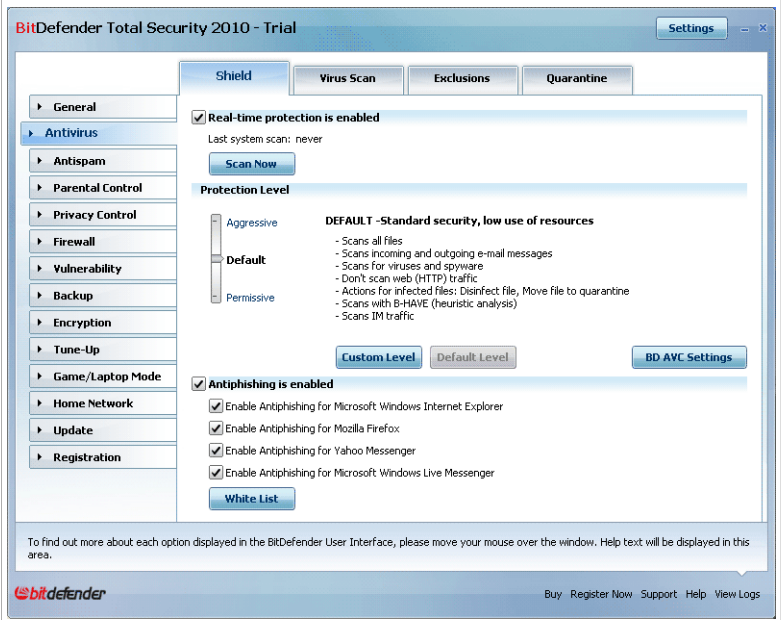 BitDefender Total Security 2010 - Trial
Settings
Shield
Virus Scan
Exclusions
Quarantine
General
Antivirus
Antispam
Parental Control
Privacy Control
Firewall
Vulnerability
Backup
Encryption
Tune-Up
Game/Laptop Mode
Home Network
Update
Registration
Real-time protection is enabled
Last system scan: never
Scan Now
Protection Level
Aggressive
Default
Permissive
DEFAULT -Standard security, low use of resources
- Scans all files
- Scans incoming and outgoing e-mail messages
- Scans for viruses and spyware
- Don't scan web (HTTP) traffic
- Actions for infected files: Disinfect file, Move file to quarantine
- Scans with B-HAVE (heuristic analysis)
- Scans IM traffic
Custom Level
Default Level
BD AVC Settings
Antiphishing is enabled
Enable Antiphishing for Microsoft Windows Internet Explorer
Enable Antiphishing for Mozilla Firefox
Enable Antiphishing for Yahoo Messenger
Enable Antiphishing for Microsoft Windows Live Messenger
White List
To find out more about each option displayed in the BitDefender User Interface, please move your mouse over the window. Help text will be displayed in this
area.
bitdefender
Buy Register Now Support Help View Logs